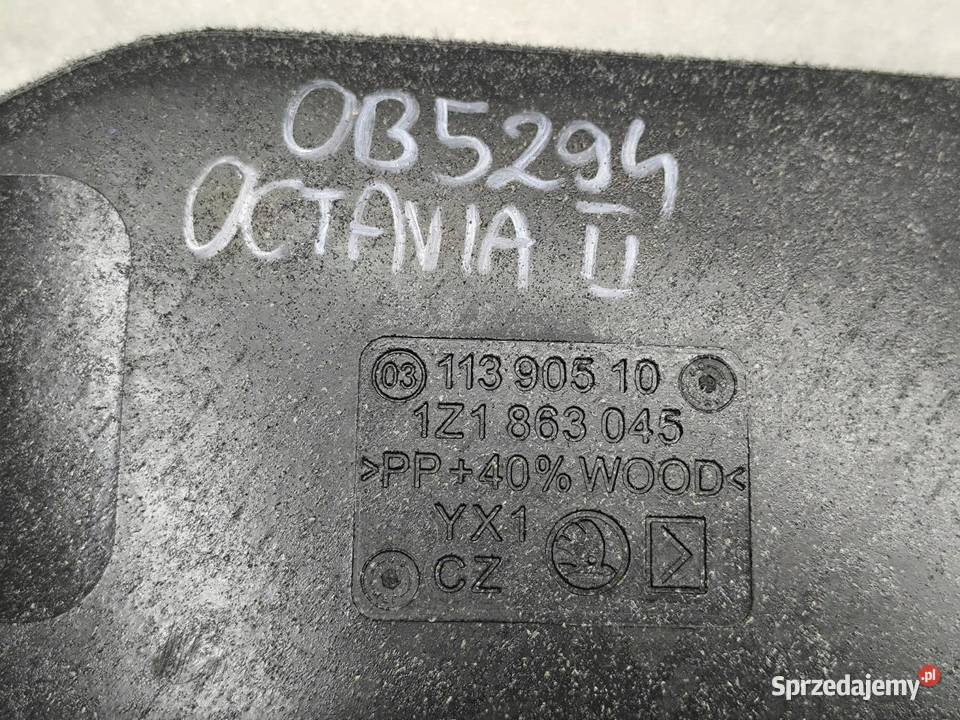 OB5294
OCTAVIA II
03 113 905 10
1Z1 863 045
>PP+40% WOOD<
YX1
CZ
Sprzedajemy.pl